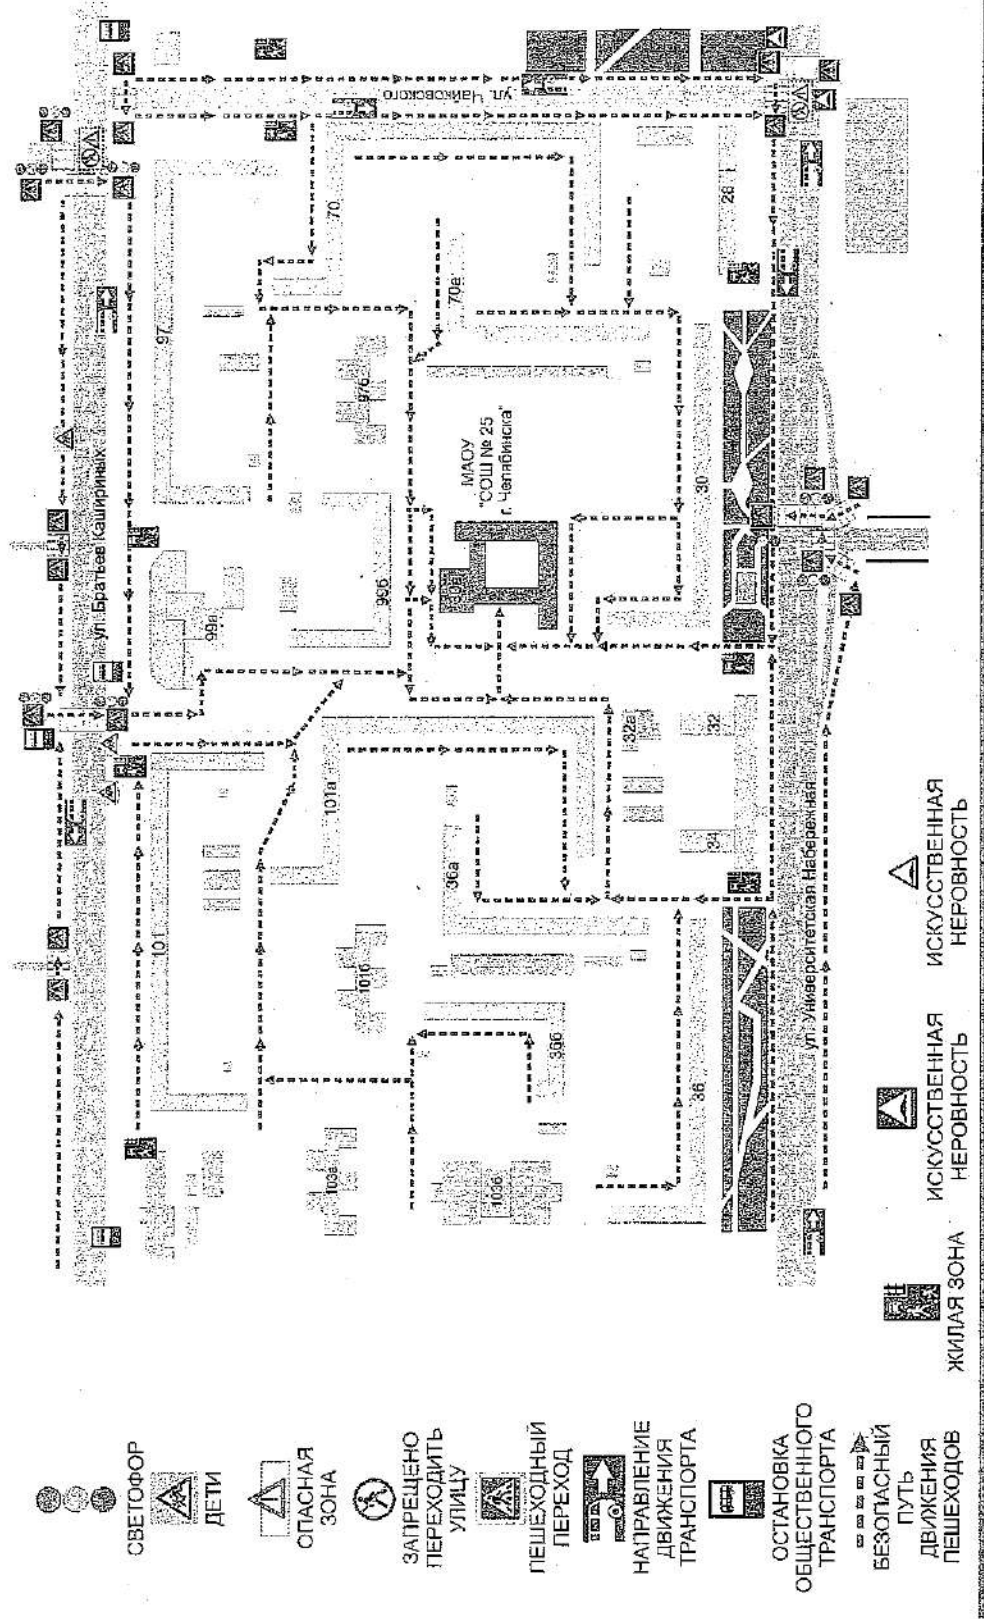 ул. Братьев Кашириных
ул. Чайковского
ул. Университетская Набережная
МАОУ
"СОШ № 25
г. Челябинска"
97
97б
99а
99б
101
101а
101б
103а
103б
70
70а
28
30
32
32а
34
36
36а
36б
СВЕТОФОР
ДЕТИ
ОПАСНАЯ
ЗОНА
ЗАПРЕЩЕНО
ПЕРЕХОДИТЬ
УЛИЦУ
ПЕШЕХОДНЫЙ
ПЕРЕХОД
НАПРАВЛЕНИЕ
ДВИЖЕНИЯ
ТРАНСПОРТА
ОСТАНОВКА
ОБЩЕСТВЕННОГО
ТРАНСПОРТА
БЕЗОПАСНЫЙ
ПУТЬ
ДВИЖЕНИЯ
ПЕШЕХОДОВ
ЖИЛАЯ ЗОНА
ИСКУССТВЕННАЯ
НЕРОВНОСТЬ
ИСКУССТВЕННАЯ
НЕРОВНОСТЬ